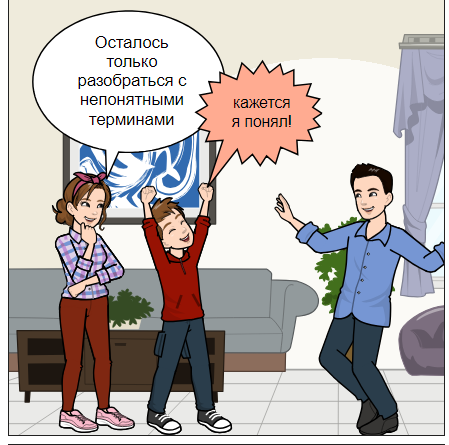 Осталось
только
разобраться с
непонятными
терминами
кажется
я понял!